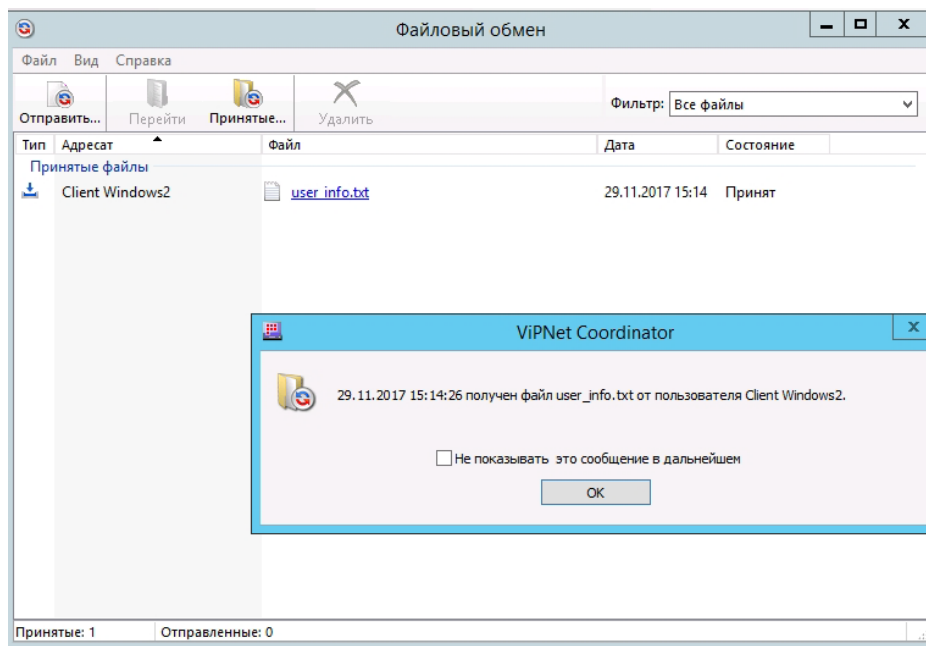 Файловый обмен
Файл Вид Справка
Отправить... Перейти Принятые... Удалить Фильтр: Все файлы
Тип Адресат Файл Дата Состояние
Принятые файлы
Client Windows2 user_info.txt 29.11.2017 15:14 Принят
ViPNet Coordinator
29.11.2017 15:14:26 получен файл user_info.txt от пользователя Client Windows2.
Не показывать это сообщение в дальнейшем
OK
Принятые: 1 Отправленные: 0